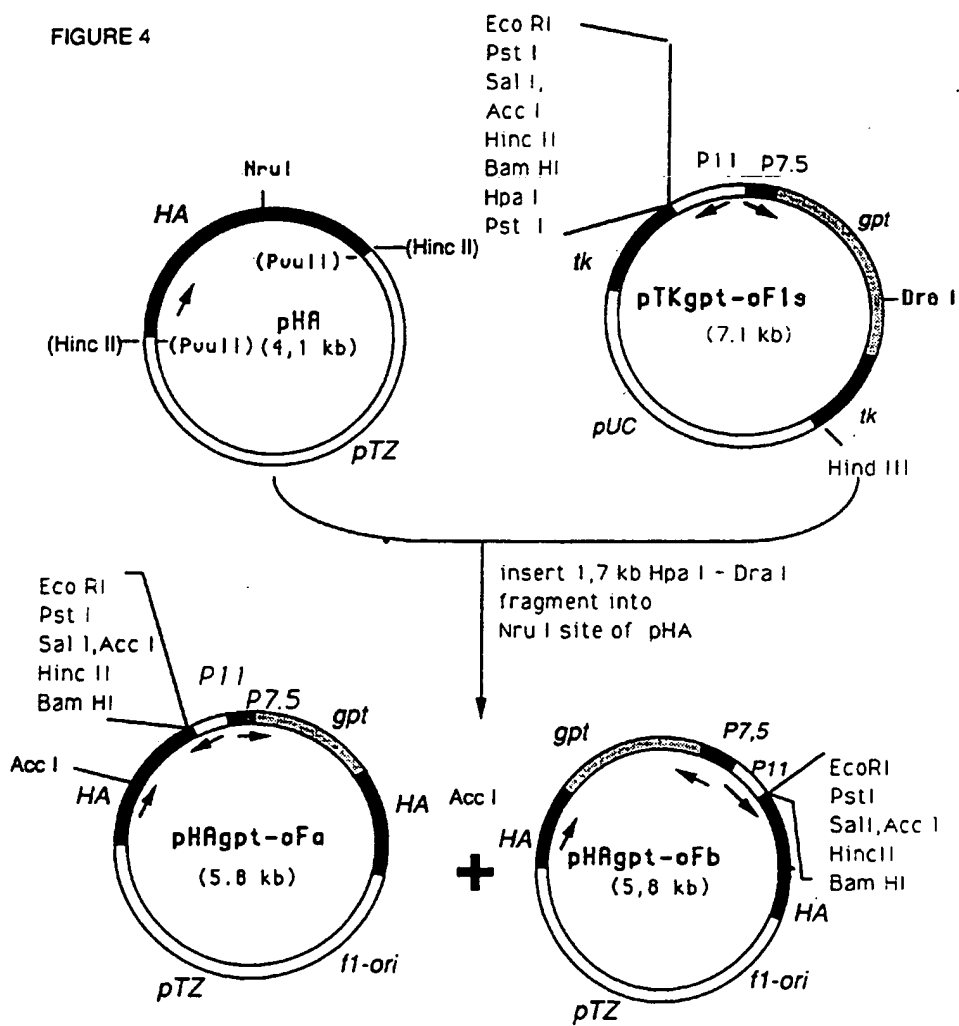 FIGURE 4
Eco RI
Pst I
Sal I,
Acc I
Hinc II
Bam HI
Hpa I
Pst I
P11 P7.5
gpt
Dra I
tk
pTKgpt-oF1s
(7.1 kb)
pUC
tk
Hind III
NruI
HA
(Hinc II)
(PvuII)
pHA
(Hinc II)
(PvuII)
(4,1 kb)
pTZ
insert 1,7 kb Hpa I - Dra I
fragment into
Nru I site of pHA
Eco RI
Pst I
Sal I,Acc I
Hinc II
Bam HI
P11
P7.5
gpt
Acc I
HA
HA
pHAgpt-oFa
(5.8 kb)
f1-ori
pTZ
+
gpt
P7,5
P11
EcoRI
PstI
SalI,Acc I
HincII
Bam HI
Acc I
HA
pHAgpt-oFb
(5,8 kb)
HA
f1-ori
pTZ